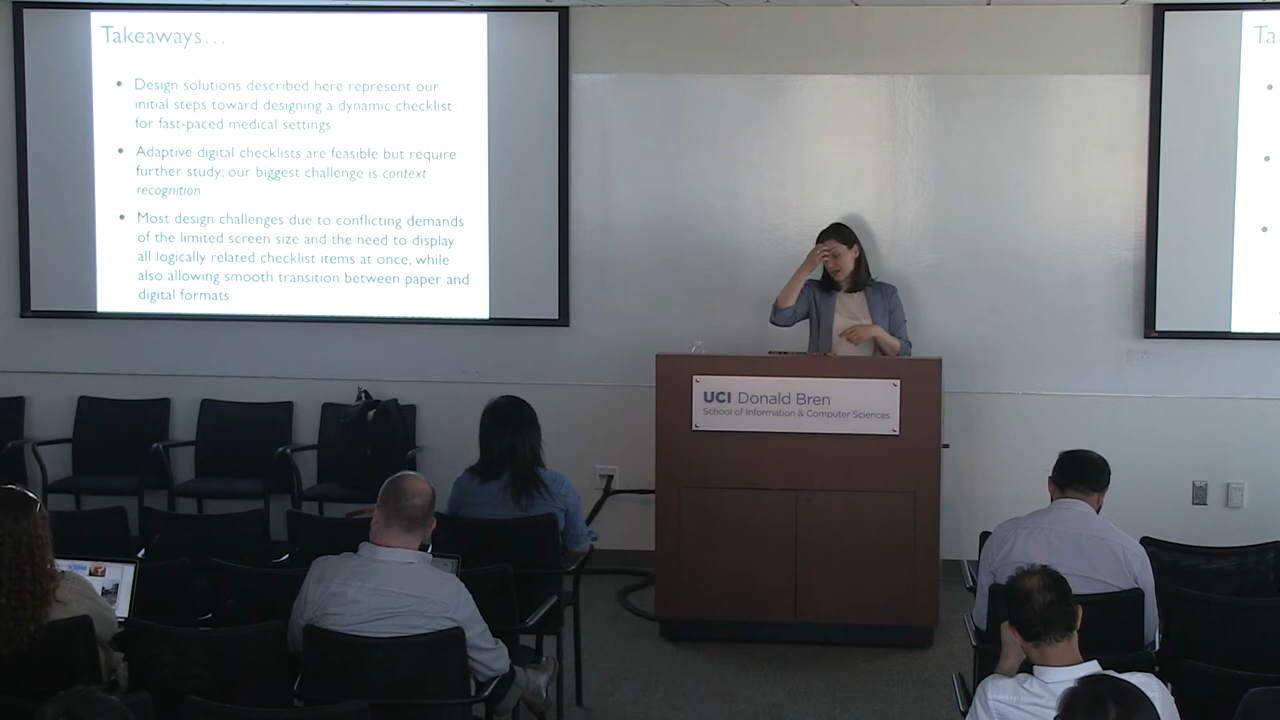 Takeaways...
• Design solutions described here represent our
initial steps toward designing a dynamic checklist
for fast-paced medical settings
• Adaptive digital checklists are feasible but require
further study; our biggest challenge is context
recognition
• Most design challenges due to conflicting demands
of the limited screen size and the need to display
all logically related checklist items at once, while
also allowing smooth transition between paper and
digital formats
Ta
UCI Donald Bren
School of Information & Computer Sciences